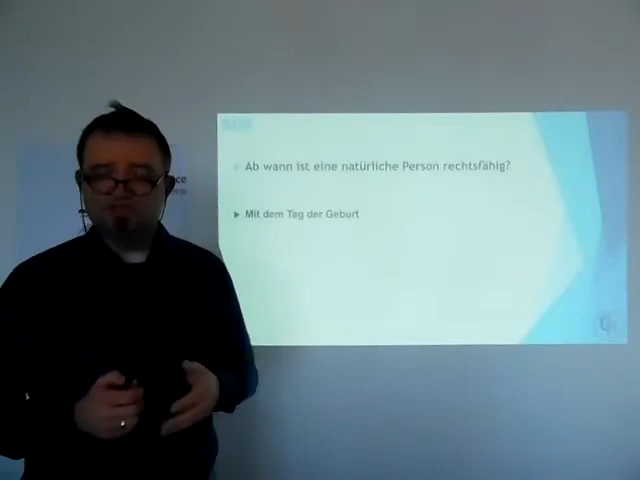 Ab wann ist eine natürliche Person rechtsfähig?
Mit dem Tag der Geburt